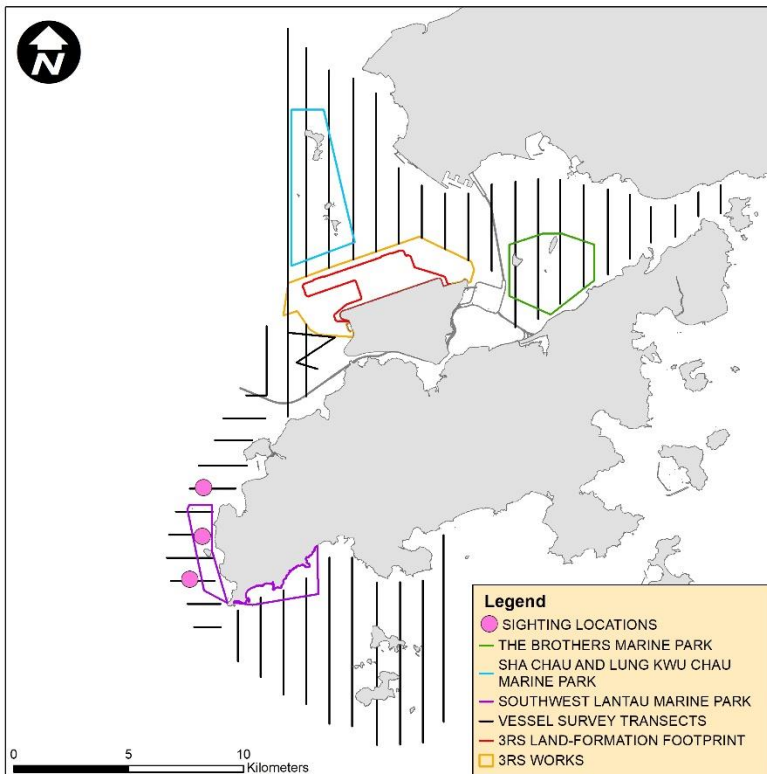 N
Legend
SIGHTING LOCATIONS
THE BROTHERS MARINE PARK
SHA CHAU AND LUNG KWU CHAU
MARINE PARK
SOUTHWEST LANTAU MARINE PARK
VESSEL SURVEY TRANSECTS
3RS LAND-FORMATION FOOTPRINT
3RS WORKS
0 5 10
Kilometers